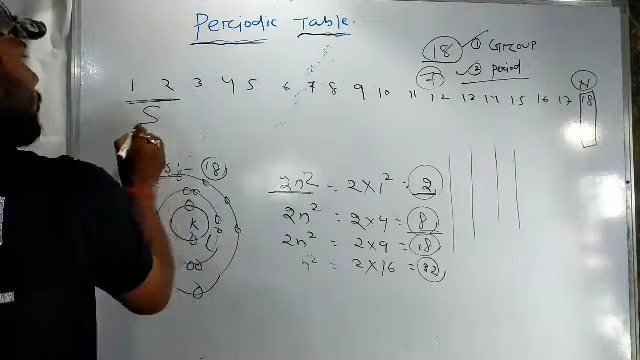 Periodic Table
18 ① Group
7 ② period
1 2 3 4 5 6 7 8 9 10 11 12 13 14 15 16 17 18
S
18
K
L
2n² = 2×1² = 2
2n² = 2×4 = 8
2n² = 2×9 = 18
n² = 2×16 = 32